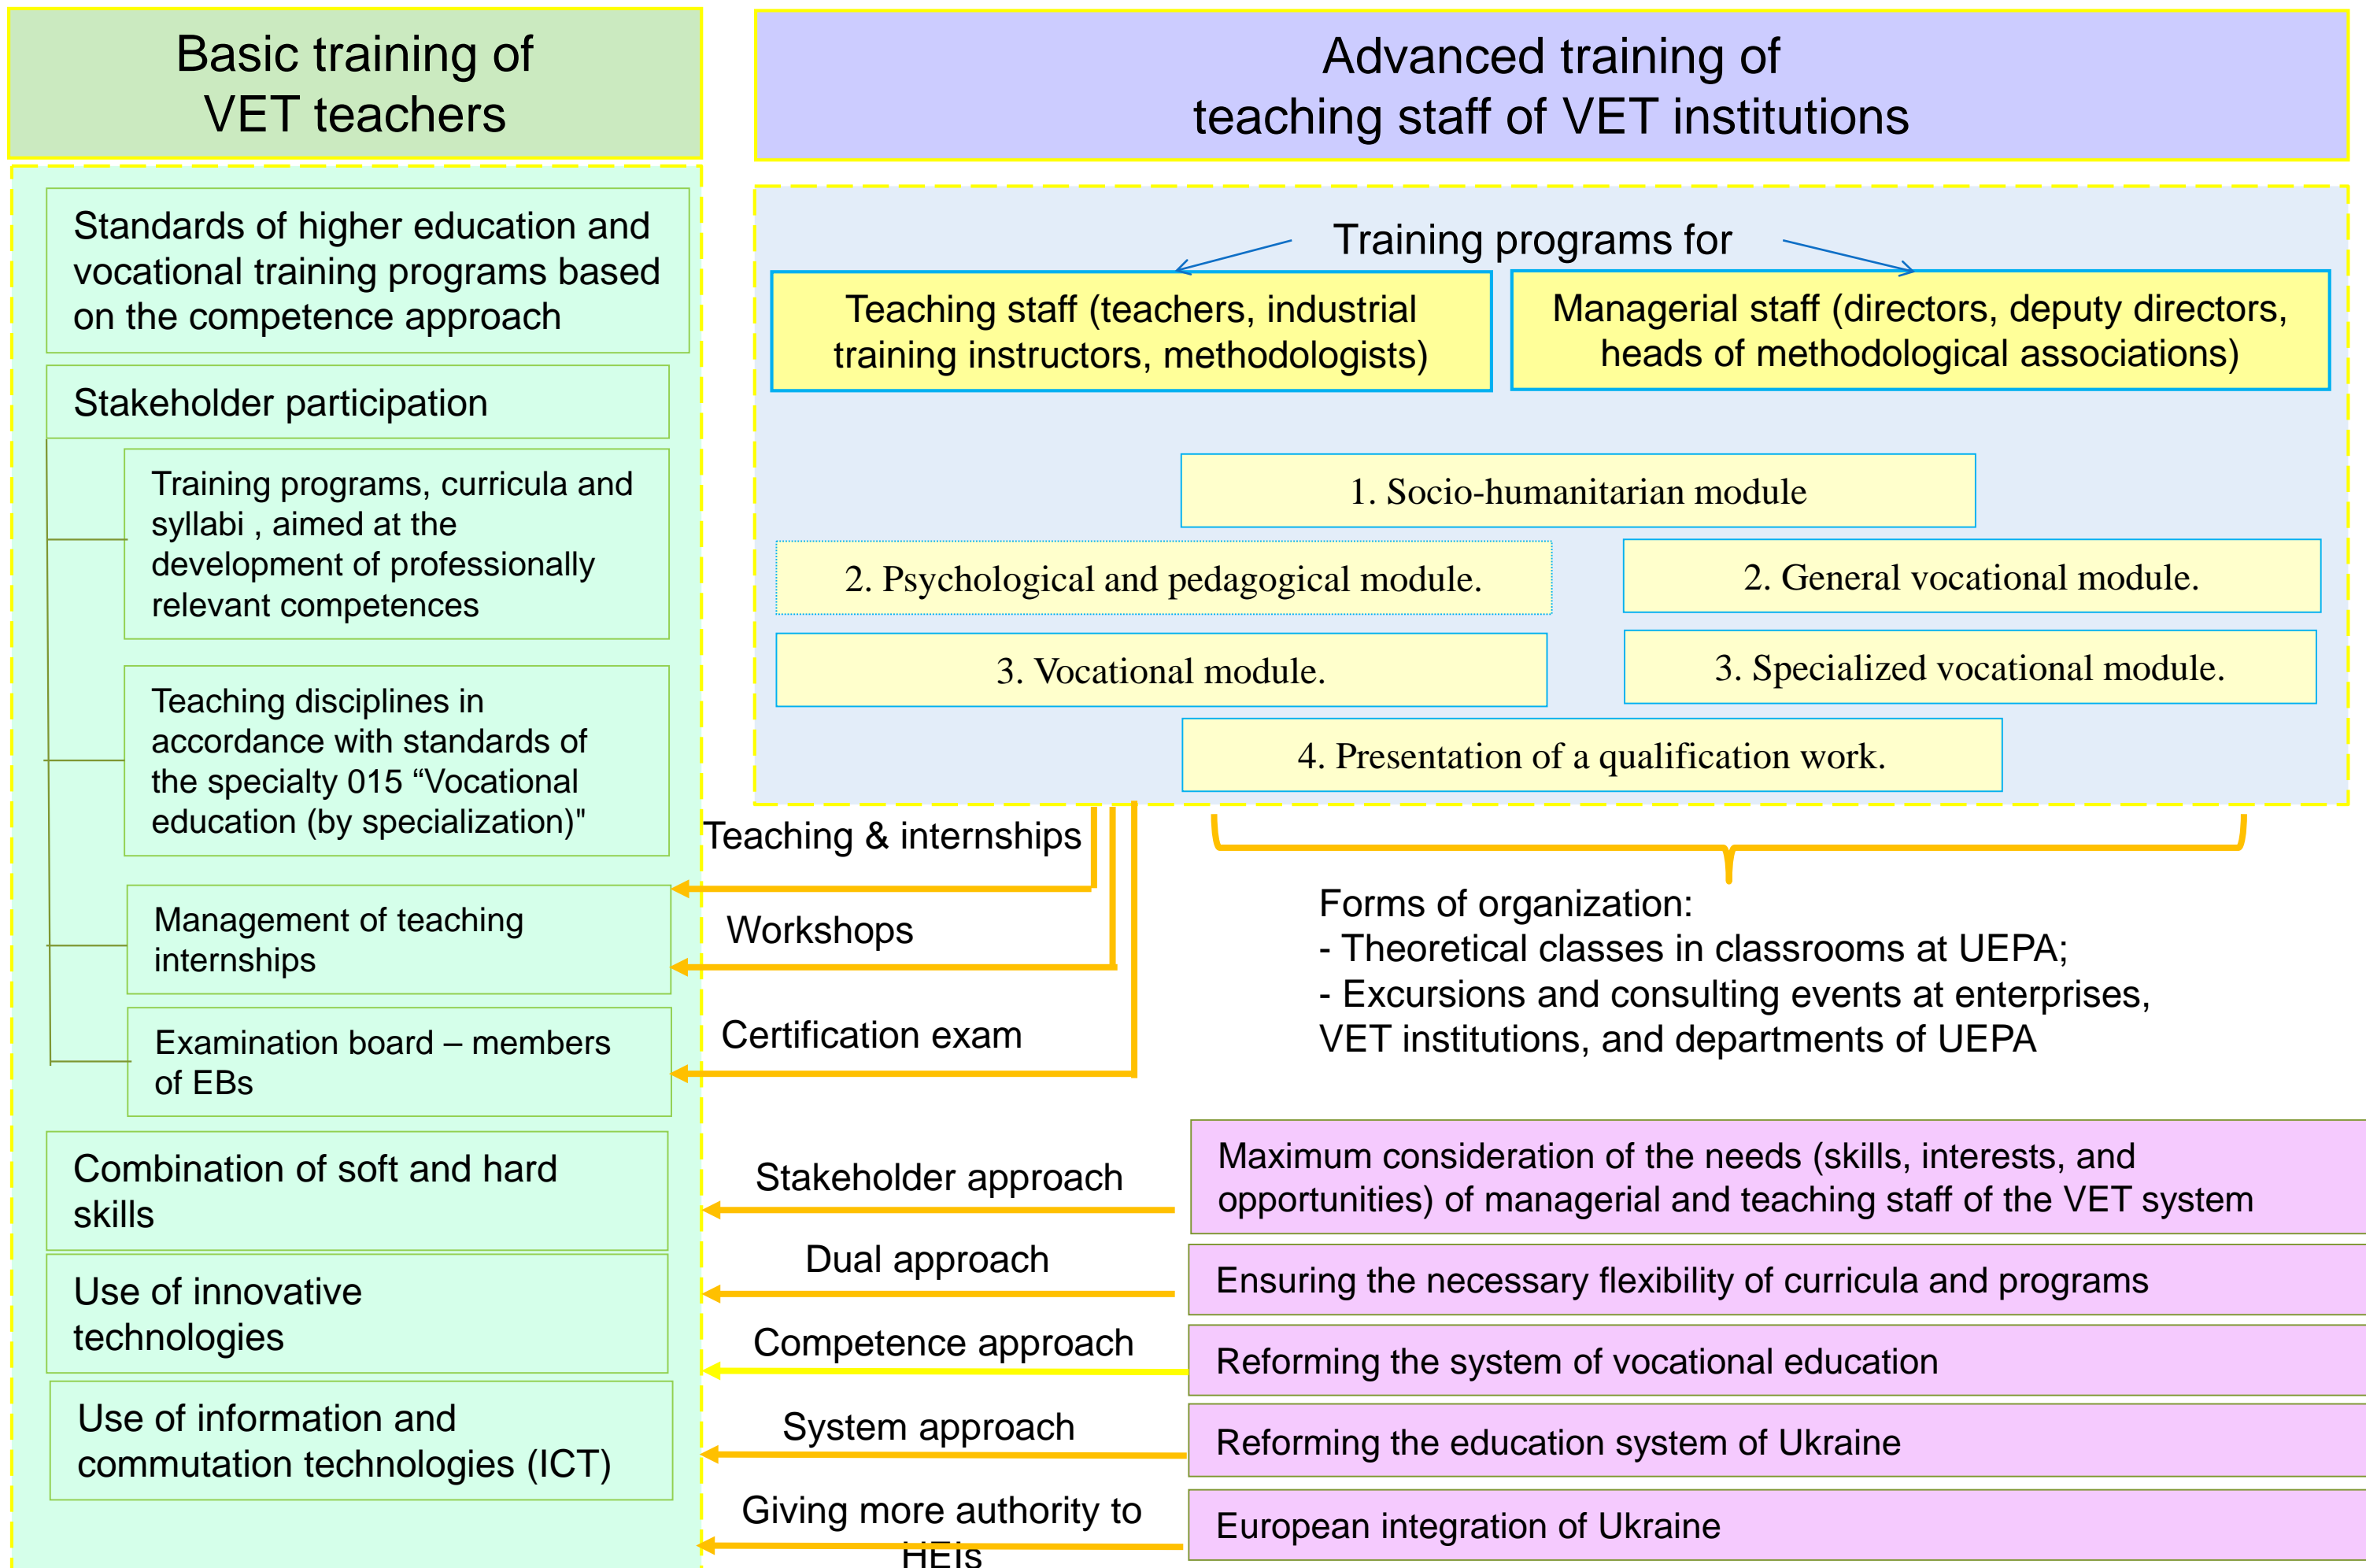 Basic training of
VET teachers
Standards of higher education and
vocational training programs based
on the competence approach
Stakeholder participation
Training programs, curricula and
syllabi , aimed at the
development of professionally
relevant competences
Teaching disciplines in
accordance with standards of
the specialty 015 “Vocational
education (by specialization)"
Management of teaching
internships
Examination board – members
of EBs
Combination of soft and hard
skills
Use of innovative
technologies
Use of information and
commutation technologies (ICT)
Advanced training of
teaching staff of VET institutions
Training programs for
Teaching staff (teachers, industrial
training instructors, methodologists)
Managerial staff (directors, deputy directors,
heads of methodological associations)
1. Socio-humanitarian module
2. Psychological and pedagogical module.
2. General vocational module.
3. Vocational module.
3. Specialized vocational module.
4. Presentation of a qualification work.
Teaching & internships
Workshops
Certification exam
Forms of organization:
- Theoretical classes in classrooms at UEPA;
- Excursions and consulting events at enterprises,
VET institutions, and departments of UEPA
Stakeholder approach
Maximum consideration of the needs (skills, interests, and
opportunities) of managerial and teaching staff of the VET system
Dual approach
Ensuring the necessary flexibility of curricula and programs
Competence approach
Reforming the system of vocational education
System approach
Reforming the education system of Ukraine
Giving more authority to
HEIs
European integration of Ukraine